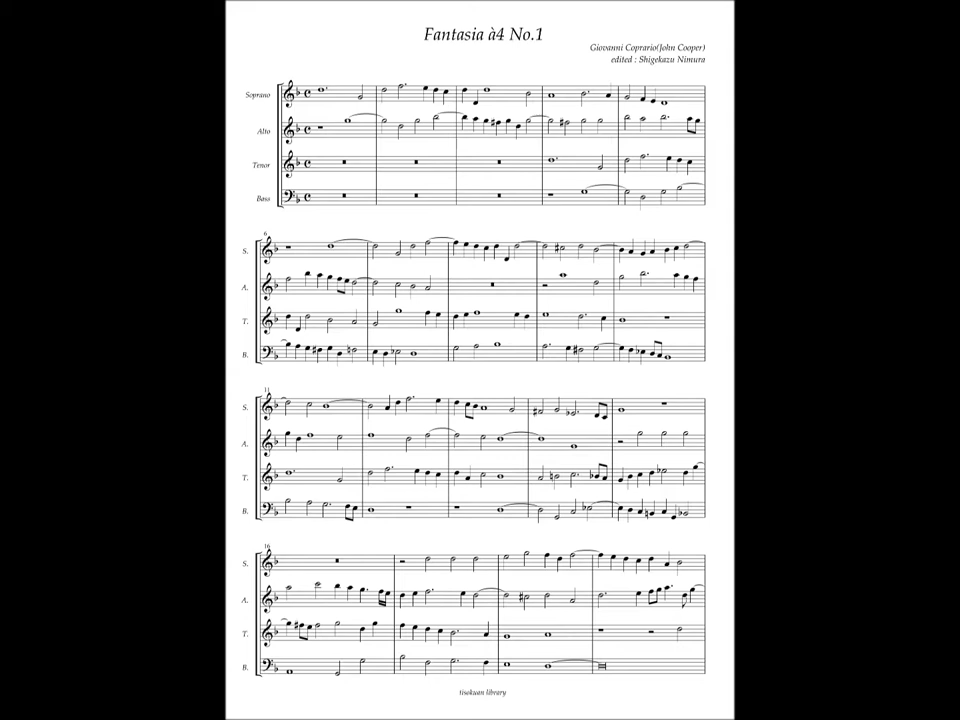 Fantasia à4 No.1
Giovanni Coprario(John Cooper)
edited : Shigekazu Nimura
Soprano
Alto
Tenor
Bass
6
S.
A.
T.
B.
11
S.
A.
T.
B.
16
S.
A.
T.
B.
tisekuan library